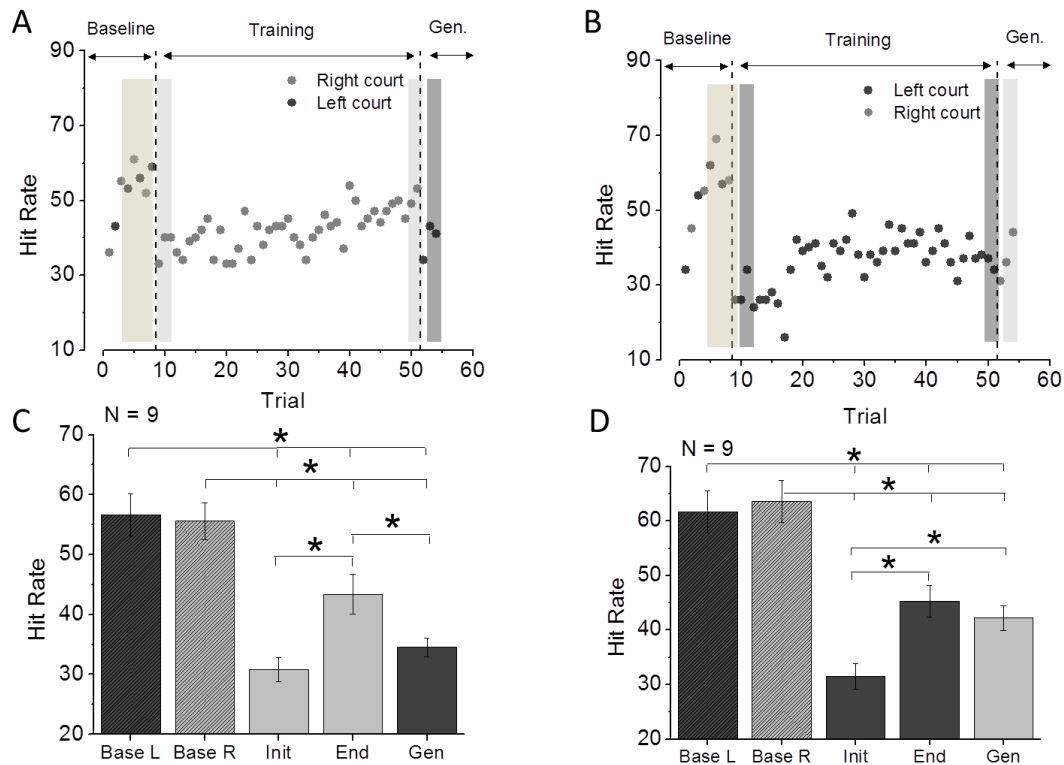 A
Baseline Training Gen.
90
70
50
30
10
Hit Rate
Right court
Left court
0 10 20 30 40 50 60
Trial
B
Baseline Training Gen.
90
70
50
30
10
Hit Rate
Left court
Right court
0 10 20 30 40 50 60
Trial
C
N = 9
70
60
50
40
30
20
Hit Rate
* * * *
Base L Base R Init End Gen
D
N = 9
70
60
50
40
30
20
Hit Rate
* * * *
Base L Base R Init End Gen